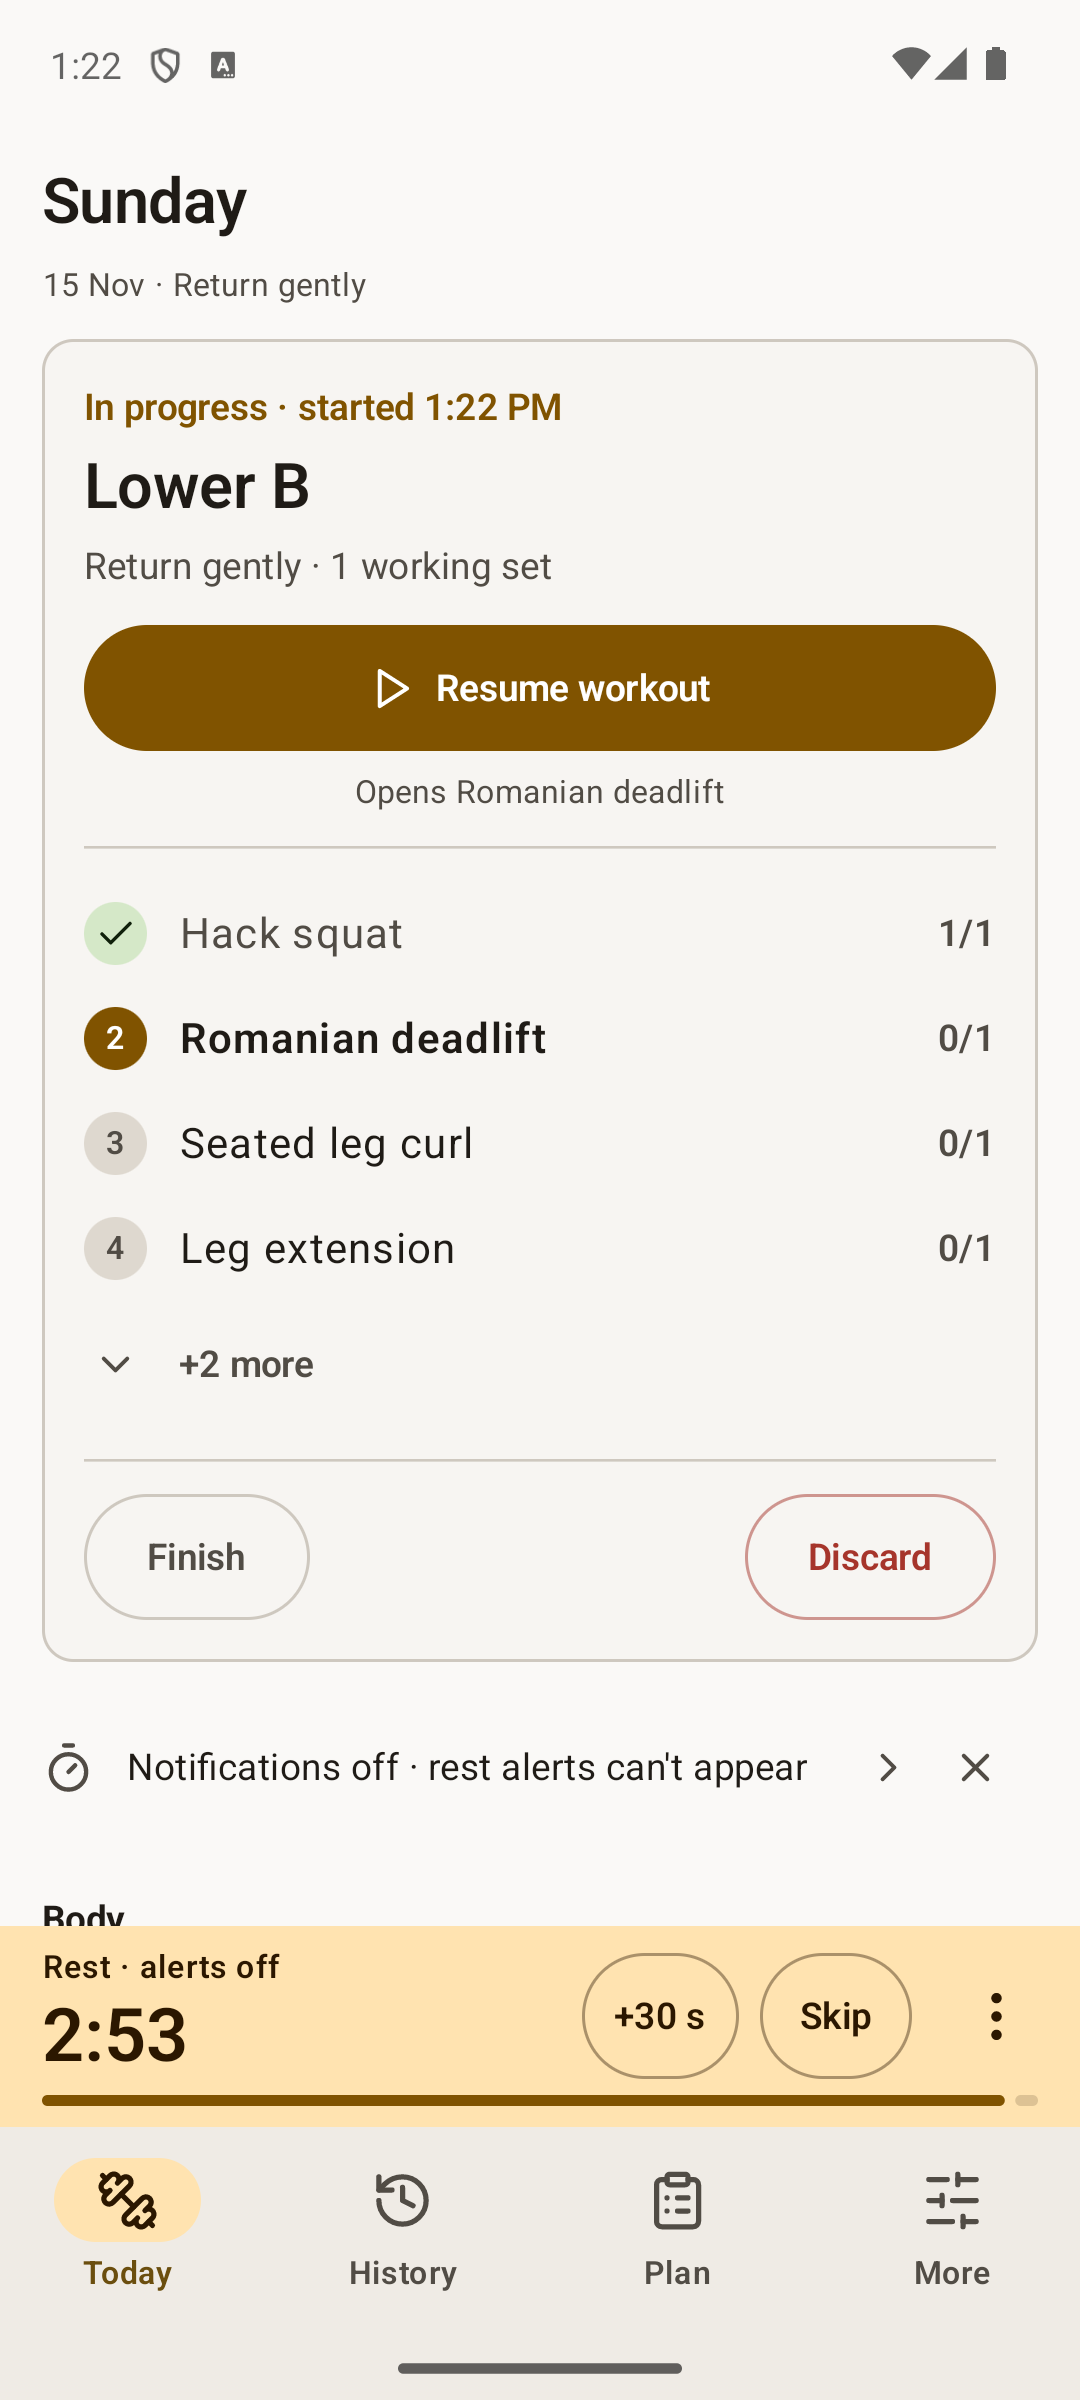 1:22
Sunday
15 Nov · Return gently
In progress · started 1:22 PM
Lower B
Return gently · 1 working set
Resume workout
Opens Romanian deadlift
Hack squat 1/1
2 Romanian deadlift 0/1
3 Seated leg curl 0/1
4 Leg extension 0/1
+2 more
Finish Discard
Notifications off · rest alerts can't appear
Body
Rest · alerts off
2:53 +30 s Skip
Today History Plan More